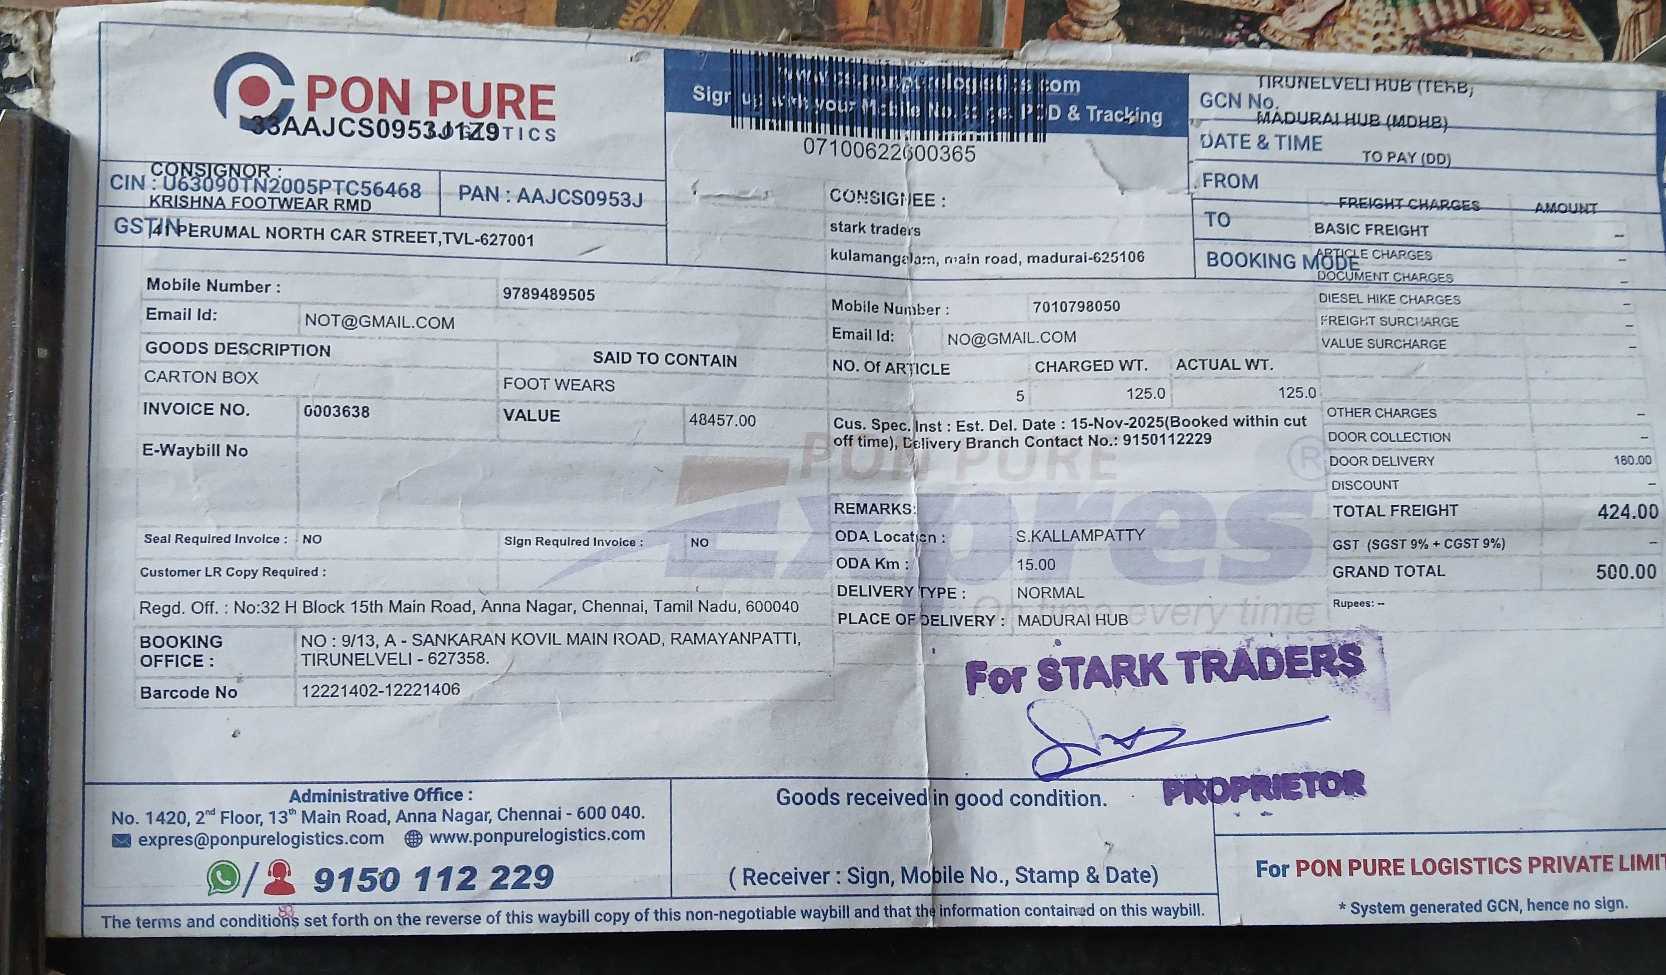 PON PURE
LOGISTICS
33AAJCS0953J1Z9
www.cs.ponpurelogistics.com
Sign up with your Mobile No. to get POD & Tracking
07100622600365
TIRUNELVELI HUB (TEHB)
GCN No.
MADURAI HUB (MDHB)
DATE & TIME
TO PAY (DD)
FROM
TO
BOOKING MODE
CONSIGNOR :
CIN : U63090TN2005PTC56468
PAN : AAJCS0953J
KRISHNA FOOTWEAR RMD
GSTIN
41 PERUMAL NORTH CAR STREET,TVL-627001
CONSIGNEE :
stark traders
kulamangalam, main road, madurai-625106
Mobile Number : 9789489505
Email Id: NOT@GMAIL.COM
Mobile Number : 7010798050
Email Id: NO@GMAIL.COM
GOODS DESCRIPTION SAID TO CONTAIN
CARTON BOX FOOT WEARS
INVOICE NO. 0003638 VALUE 48457.00
E-Waybill No
NO. Of ARTICLE CHARGED WT. ACTUAL WT.
5 125.0 125.0
Cus. Spec. Inst : Est. Del. Date : 15-Nov-2025(Booked within cut
off time), Delivery Branch Contact No.: 9150112229
PON PURE
Expres ®
On time every time
REMARKS:
ODA Location : S.KALLAMPATTY
ODA Km : 15.00
DELIVERY TYPE : NORMAL
PLACE OF DELIVERY : MADURAI HUB
FREIGHT CHARGES AMOUNT
BASIC FREIGHT --
ARTICLE CHARGES --
DOCUMENT CHARGES --
DIESEL HIKE CHARGES --
FREIGHT SURCHARGE --
VALUE SURCHARGE --
OTHER CHARGES --
DOOR COLLECTION --
DOOR DELIVERY 180.00
DISCOUNT --
TOTAL FREIGHT 424.00
GST (SGST 9% + CGST 9%) --
GRAND TOTAL 500.00
Rupees: --
Seal Required Invoice : NO Sign Required Invoice : NO
Customer LR Copy Required :
Regd. Off. : No:32 H Block 15th Main Road, Anna Nagar, Chennai, Tamil Nadu, 600040
BOOKING OFFICE : NO : 9/13, A - SANKARAN KOVIL MAIN ROAD, RAMAYANPATTI,
TIRUNELVELI - 627358.
Barcode No 12221402-12221406
For STARK TRADERS
PROPRIETOR
Administrative Office :
No. 1420, 2nd Floor, 13th Main Road, Anna Nagar, Chennai - 600 040.
expres@ponpurelogistics.com www.ponpurelogistics.com
/ 9150 112 229
Goods received in good condition.
( Receiver : Sign, Mobile No., Stamp & Date)
For PON PURE LOGISTICS PRIVATE LIMIT
* System generated GCN, hence no sign.
The terms and conditions set forth on the reverse of this waybill copy of this non-negotiable waybill and that the information contained on this waybill.